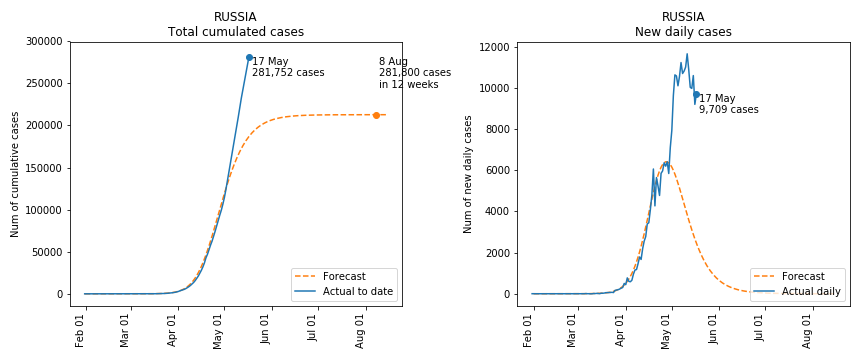 RUSSIA
Total cumulated cases
Num of cumulative cases
300000
250000
200000
150000
100000
50000
0
17 May
281,752 cases
8 Aug
281,800 cases
in 12 weeks
Forecast
Actual to date
Feb 01
Mar 01
Apr 01
May 01
Jun 01
Jul 01
Aug 01
RUSSIA
New daily cases
Num of new daily cases
12000
10000
8000
6000
4000
2000
0
17 May
9,709 cases
Forecast
Actual daily
Feb 01
Mar 01
Apr 01
May 01
Jun 01
Jul 01
Aug 01